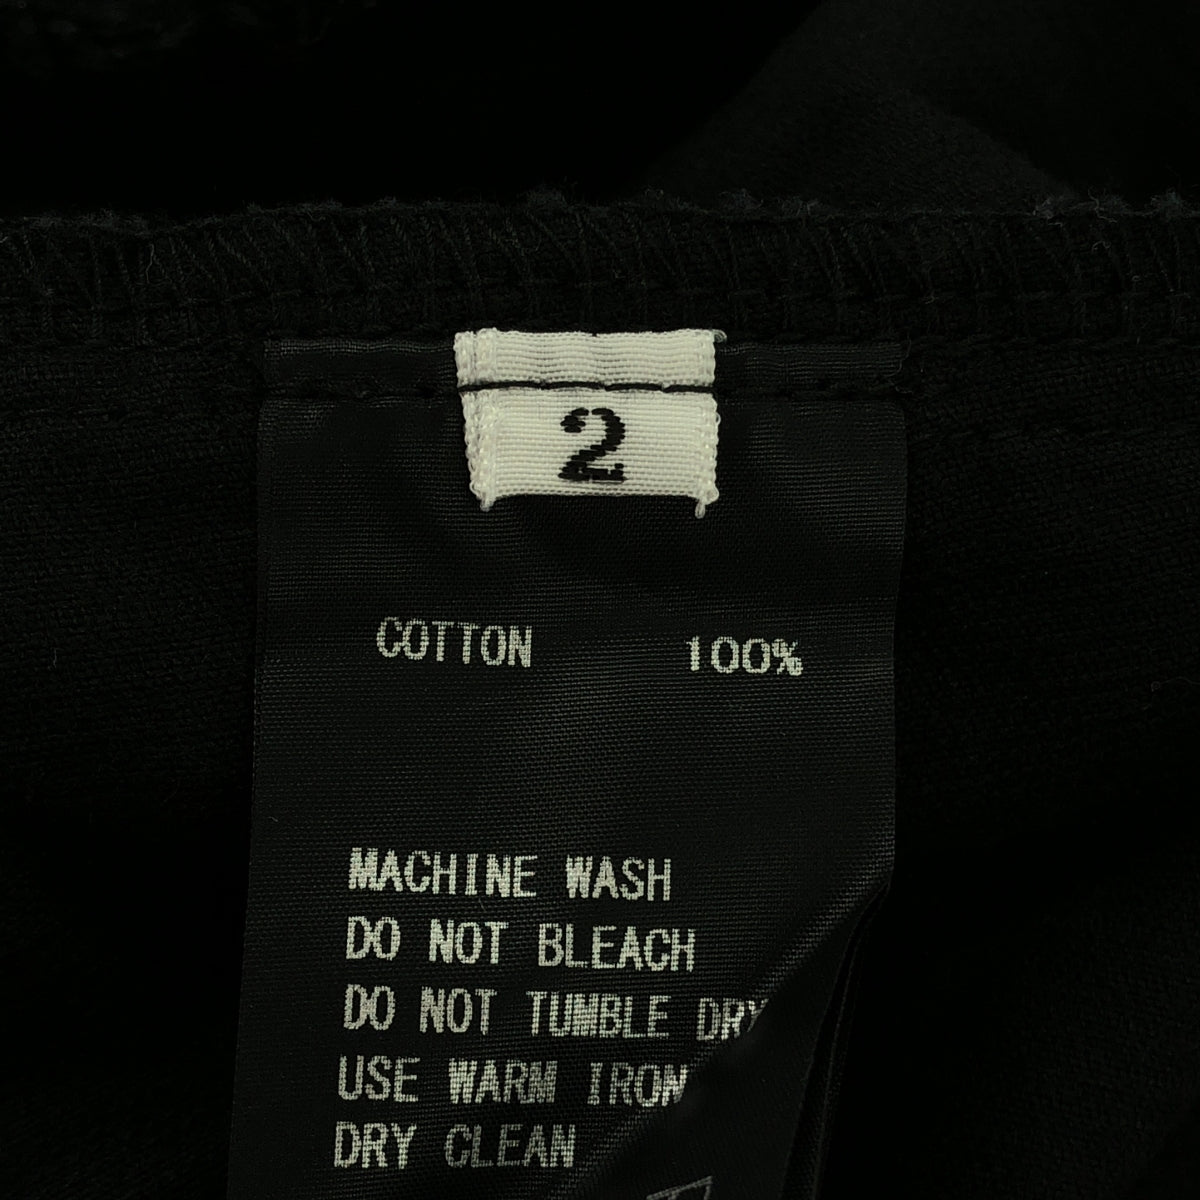 2
COTTON 100%
MACHINE WASH
DO NOT BLEACH
DO NOT TUMBLE DRY
USE WARM IRON
DRY CLEAN